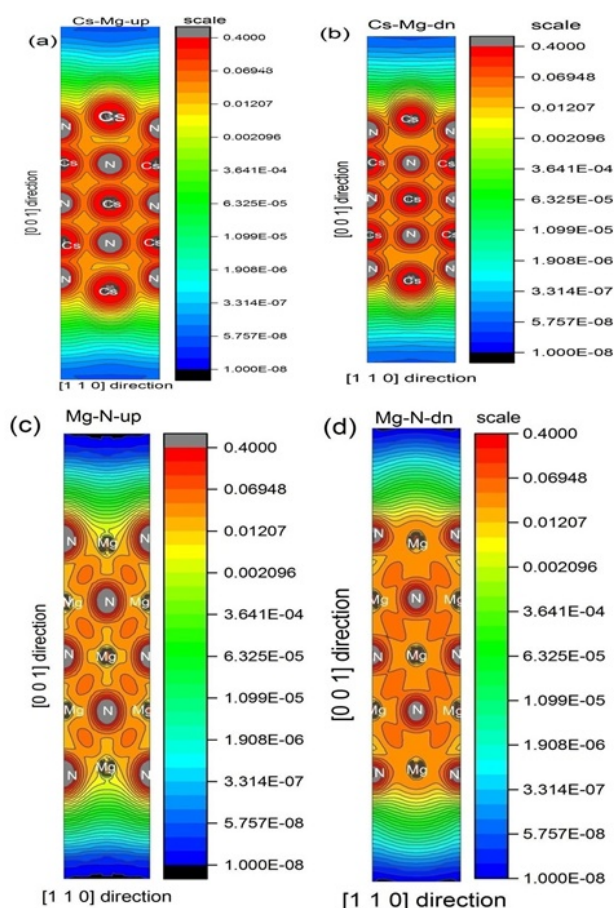 Cs-Mg-up
scale
(a)
0.4000
0.06948
0.01207
0.002096
3.641E-04
6.325E-05
1.099E-05
1.908E-06
3.314E-07
5.757E-08
1.000E-08
Cs
N
N
Cs
N
Cs
N
Cs
N
Cs
N
Cs
N
N
Cs
[0 0 1] direction
[1 1 0] direction
Cs-Mg-dn
scale
(b)
0.4000
0.06948
0.01207
0.002096
3.641E-04
6.325E-05
1.099E-05
1.908E-06
3.314E-07
5.757E-08
1.000E-08
Cs
N
N
Cs
N
Cs
N
Cs
N
Cs
N
Cs
N
N
Cs
[0 0 1] direction
[1 1 0] direction
Mg-N-up
(c)
0.4000
0.06948
0.01207
0.002096
3.641E-04
6.325E-05
1.099E-05
1.908E-06
3.314E-07
5.757E-08
1.000E-08
N
Mg
N
Mg
N
Mg
N
Mg
N
Mg
N
Mg
N
Mg
N
[0 0 1] direction
[1 1 0] direction
Mg-N-dn
scale
(d)
0.4000
0.06948
0.01207
0.002096
3.641E-04
6.325E-05
1.099E-05
1.908E-06
3.314E-07
5.757E-08
1.000E-08
N
Mg
N
Mg
N
Mg
N
Mg
N
Mg
N
Mg
N
Mg
N
[0 0 1] direction
[1 1 0] direction